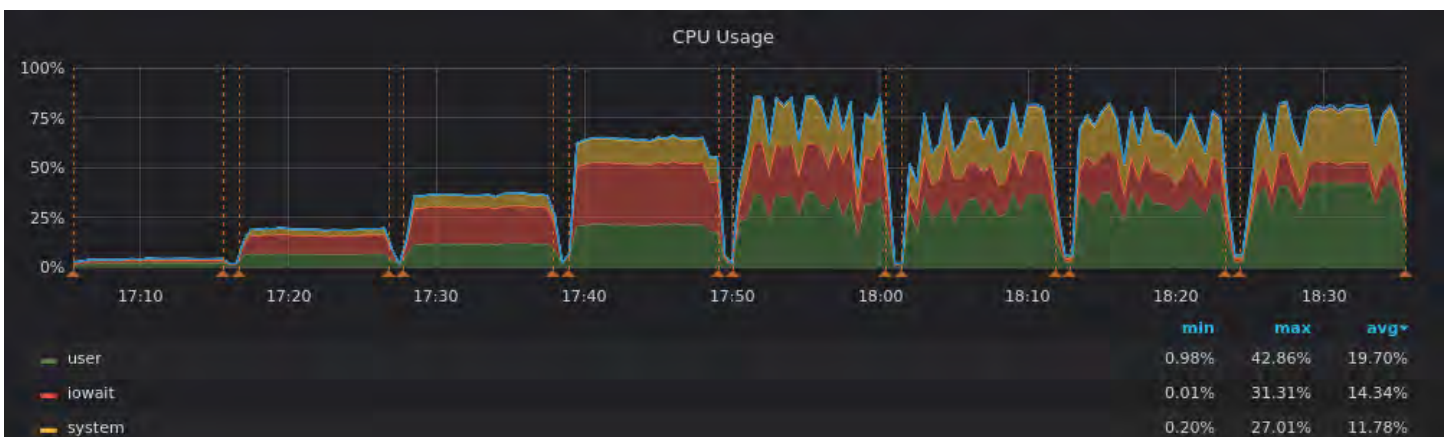 CPU Usage
100%
75%
50%
25%
0%
17:10 17:20 17:30 17:40 17:50 18:00 18:10 18:20 18:30
min max avg
user 0.98% 42.86% 19.70%
iowait 0.01% 31.31% 14.34%
system 0.20% 27.01% 11.78%